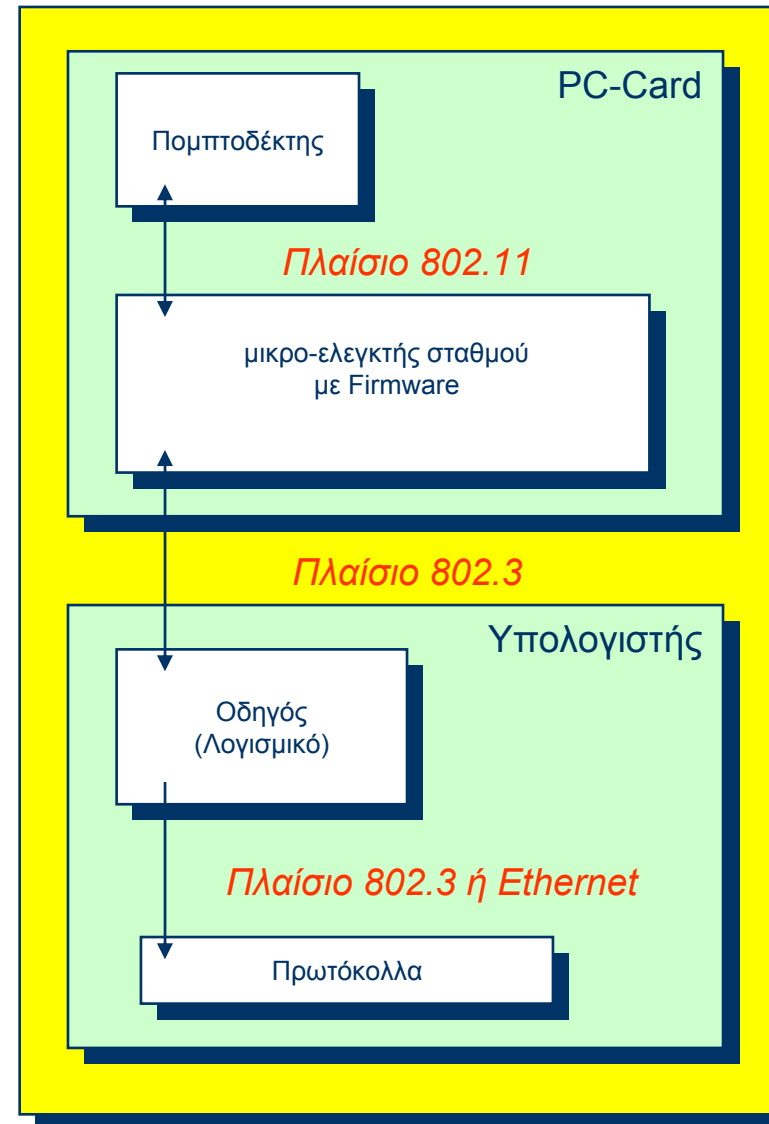 PC-Card
Πομπτοδέκτης
Πλαίσιο 802.11
μικρο-ελεγκτής σταθμού
με Firmware
Πλαίσιο 802.3
Υπολογιστής
Οδηγός
(Λογισμικό)
Πλαίσιο 802.3 ή Ethernet
Πρωτόκολλα